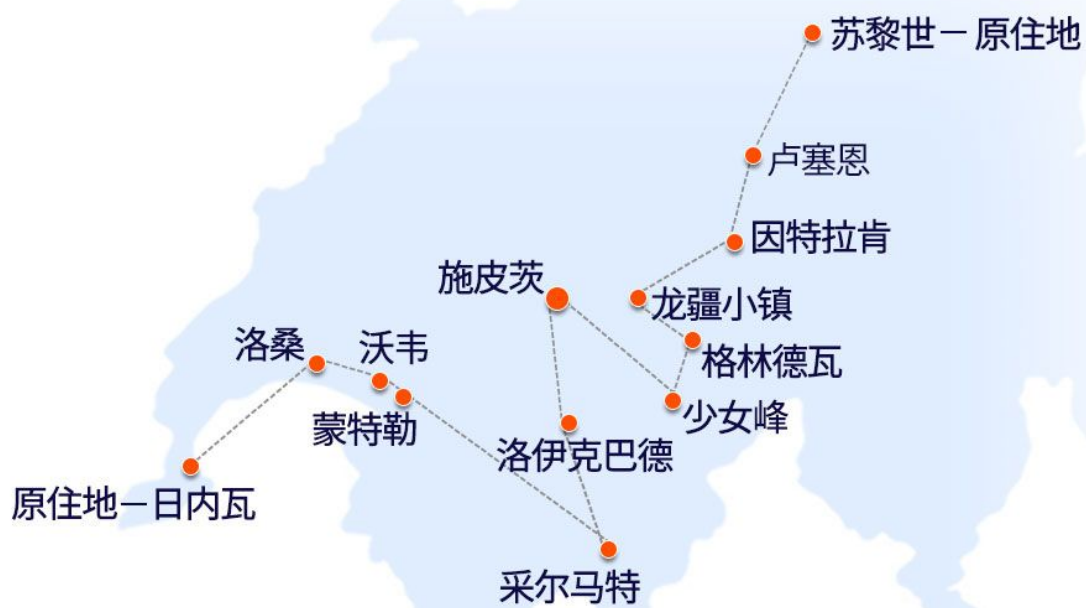 苏黎世－原住地
卢塞恩
因特拉肯
施皮茨
龙疆小镇
洛桑
沃韦
格林德瓦
蒙特勒
少女峰
洛伊克巴德
原住地－日内瓦
采尔马特